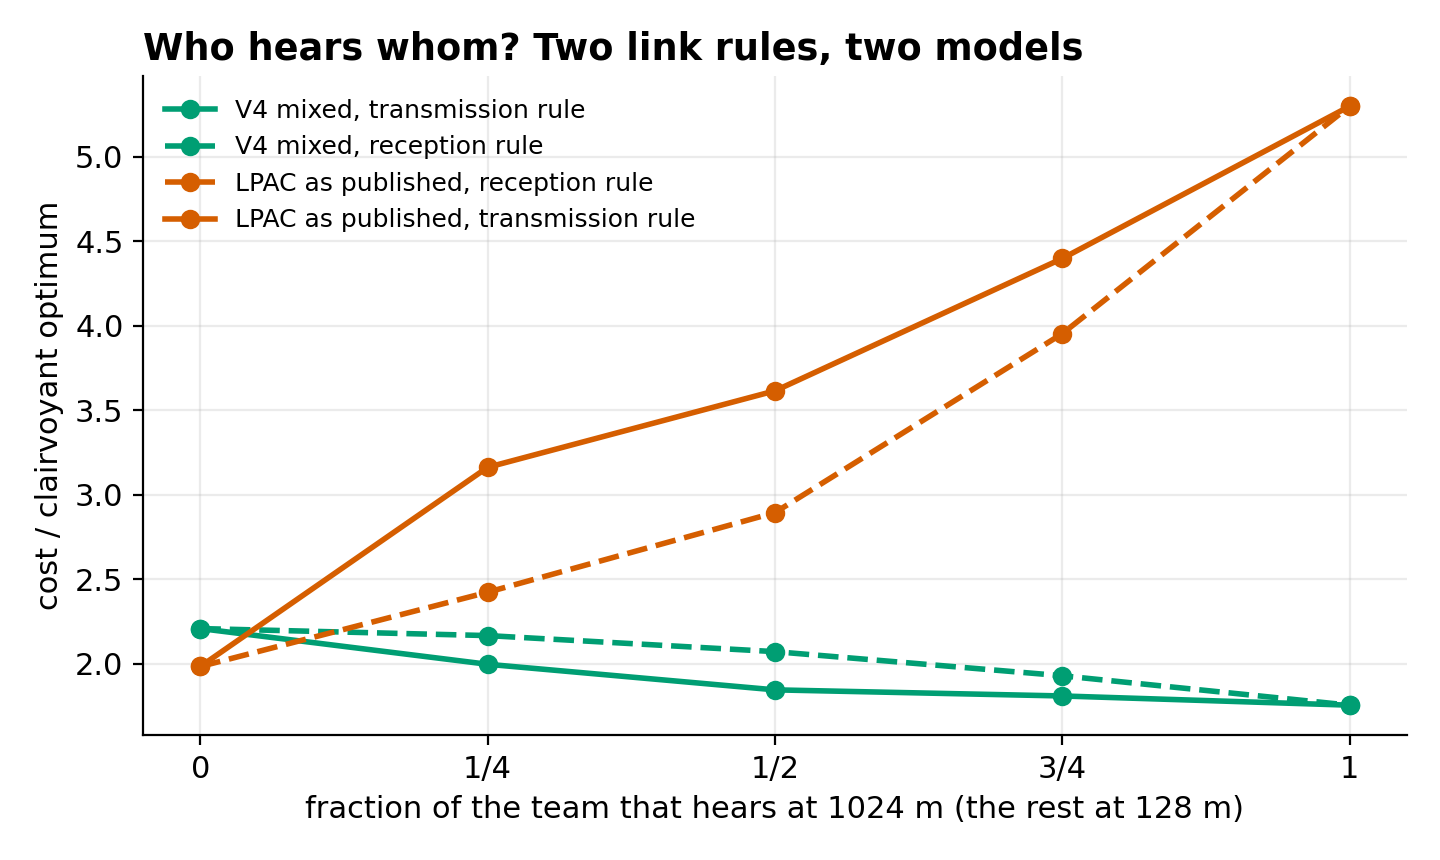 Who hears whom? Two link rules, two models
V4 mixed, transmission rule
V4 mixed, reception rule
LPAC as published, reception rule
LPAC as published, transmission rule
cost / clairvoyant optimum
5.0
4.5
4.0
3.5
3.0
2.5
2.0
0 1/4 1/2 3/4 1
fraction of the team that hears at 1024 m (the rest at 128 m)